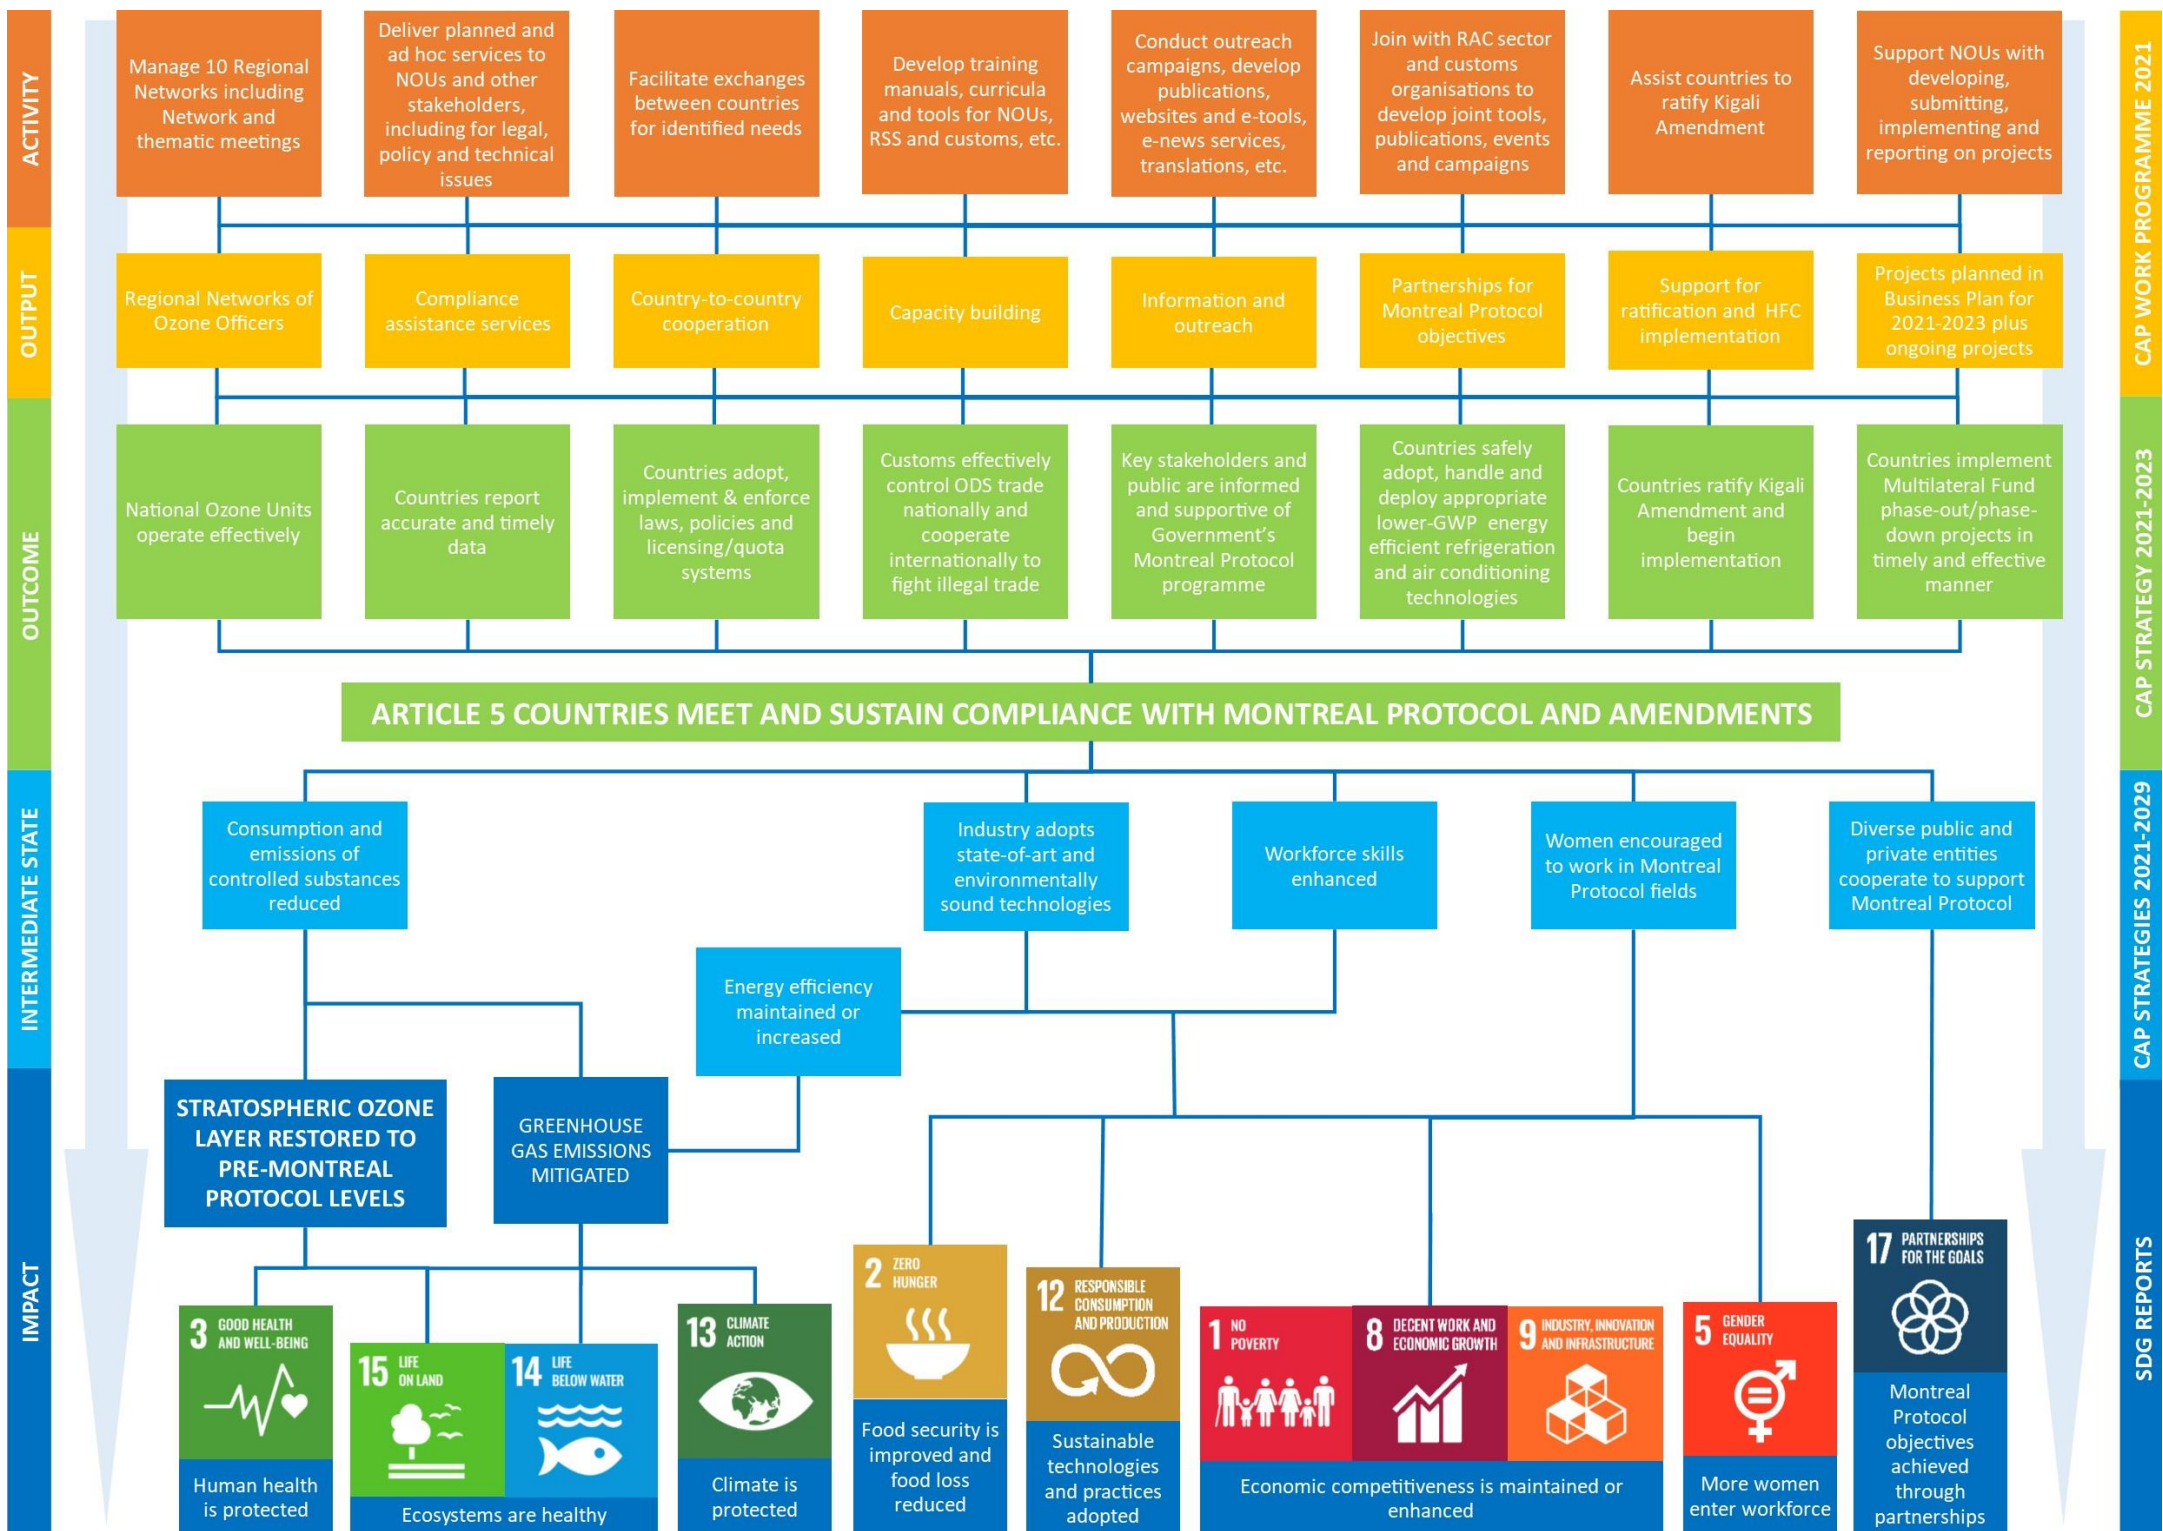 ACTIVITY
Manage 10 Regional
Networks including
Network and
thematic meetings
Deliver planned and
ad hoc services to
NOUs and other
stakeholders,
including for legal,
policy and technical
issues
Facilitate exchanges
between countries
for identified needs
Develop training
manuals, curricula
and tools for NOUs,
RSS and customs, etc.
Conduct outreach
campaigns, develop
publications,
websites and e-tools,
e-news services,
translations, etc.
Join with RAC sector
and customs
organisations to
develop joint tools,
publications, events
and campaigns
Assist countries to
ratify Kigali
Amendment
Support NOUs with
developing,
submitting,
implementing and
reporting on projects
CAP WORK PROGRAMME 2021
OUTPUT
Regional Networks of
Ozone Officers
Compliance
assistance services
Country-to-country
cooperation
Capacity building
Information and
outreach
Partnerships for
Montreal Protocol
objectives
Support for
ratification and HFC
implementation
Projects planned in
Business Plan for
2021-2023 plus
ongoing projects
OUTCOME
National Ozone Units
operate effectively
Countries report
accurate and timely
data
Countries adopt,
implement & enforce
laws, policies and
licensing/quota
systems
Customs effectively
control ODS trade
nationally and
cooperate
internationally to
fight illegal trade
Key stakeholders and
public are informed
and supportive of
Government's
Montreal Protocol
programme
Countries safely
adopt, handle and
deploy appropriate
lower-GWP energy
efficient refrigeration
and air conditioning
technologies
Countries ratify Kigali
Amendment and
begin
implementation
Countries implement
Multilateral Fund
phase-out/phase-
down projects in
timely and effective
manner
CAP STRATEGY 2021-2023
ARTICLE 5 COUNTRIES MEET AND SUSTAIN COMPLIANCE WITH MONTREAL PROTOCOL AND AMENDMENTS
INTERMEDIATE STATE
Consumption and
emissions of
controlled substances
reduced
Industry adopts
state-of-art and
environmentally
sound technologies
Workforce skills
enhanced
Women encouraged
to work in Montreal
Protocol fields
Diverse public and
private entities
cooperate to support
Montreal Protocol
Energy efficiency
maintained or
increased
CAP STRATEGIES 2021-2029
IMPACT
STRATOSPHERIC OZONE
LAYER RESTORED TO
PRE-MONTREAL
PROTOCOL LEVELS
GREENHOUSE
GAS EMISSIONS
MITIGATED
SDG REPORTS
3 GOOD HEALTH
AND WELL-BEING
Human health
is protected
15 LIFE
ON LAND
14 LIFE
BELOW WATER
Ecosystems are healthy
13 CLIMATE
ACTION
Climate is
protected
2 ZERO
HUNGER
Food security is
improved and
food loss
reduced
12 RESPONSIBLE
CONSUMPTION
AND PRODUCTION
Sustainable
technologies
and practices
adopted
1 NO
POVERTY
8 DECENT WORK AND
ECONOMIC GROWTH
9 INDUSTRY, INNOVATION
AND INFRASTRUCTURE
Economic competitiveness is maintained or
enhanced
5 GENDER
EQUALITY
More women
enter workforce
17 PARTNERSHIPS
FOR THE GOALS
Montreal
Protocol
objectives
achieved
through
partnerships